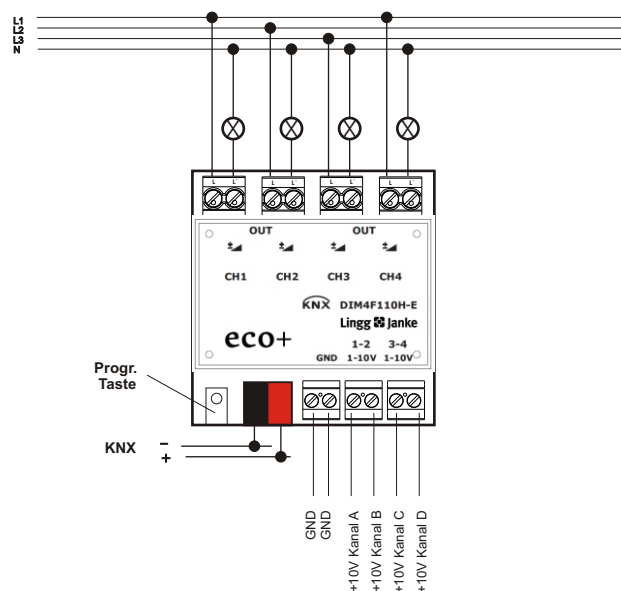 L1
L2
L3
N
L L' L L' L L' L L'
OUT OUT
CH1 CH2 CH3 CH4
KNX DIM4F110H-E
Lingg Janke
eco+
1-2 3-4
GND 1-10V 1-10V
Progr.
Taste
KNX – +
GND
GND
+10V Kanal A
+10V Kanal B
+10V Kanal C
+10V Kanal D